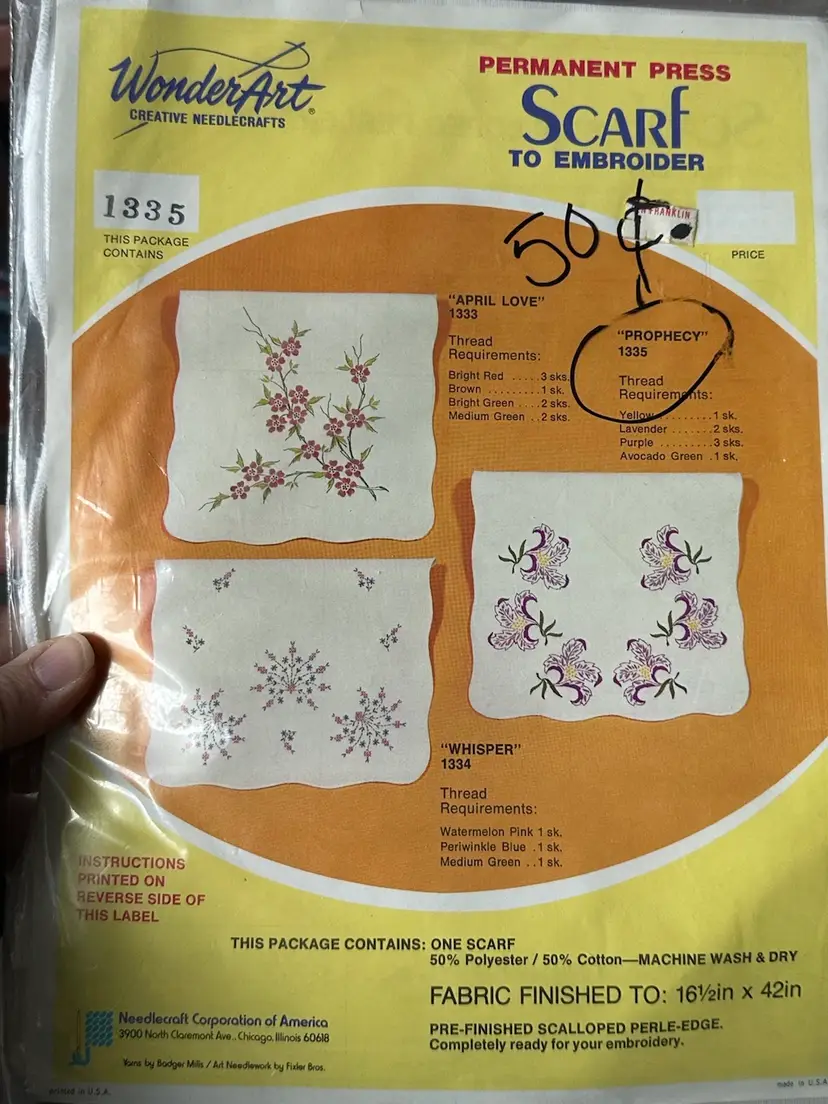 WonderArt®
CREATIVE NEEDLECRAFTS
PERMANENT PRESS
SCARf
TO EMBROIDER
1335
THIS PACKAGE
CONTAINS
50¢
FRANKLIN
PRICE
"APRIL LOVE"
1333
Thread
Requirements:
Bright Red .....3 sks.
Brown .........1 sk.
Bright Green ....2 sks.
Medium Green ..2 sks.
"PROPHECY"
1335
Thread
Requirements:
Yellow..........1 sk.
Lavender .......2 sks.
Purple .........3 sks.
Avocado Green .1 sk.
"WHISPER"
1334
Thread
Requirements:
Watermelon Pink 1 sk.
Periwinkle Blue .1 sk.
Medium Green ..1 sk.
INSTRUCTIONS
PRINTED ON
REVERSE SIDE OF
THIS LABEL
THIS PACKAGE CONTAINS: ONE SCARF
50% Polyester / 50% Cotton—MACHINE WASH & DRY
FABRIC FINISHED TO: 16½in x 42in
PRE-FINISHED SCALLOPED PERLE-EDGE.
Completely ready for your embroidery.
Needlecraft Corporation of America
3900 North Claremont Ave., Chicago, Illinois 60618
Yarns by Badger Mills / Art Needlework by Fixler Bros.
printed in U.S.A.
made in U.S.A.